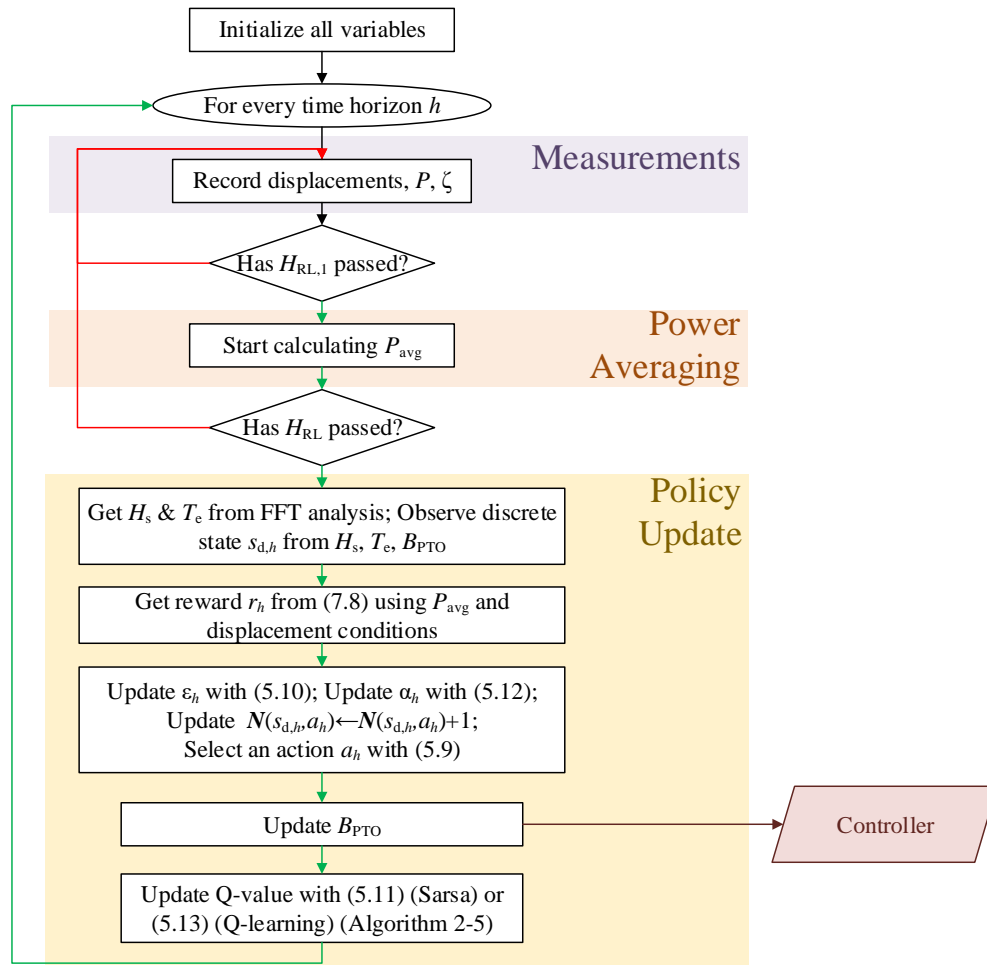 Initialize all variables
For every time horizon h
Measurements
Record displacements, P, ζ
Has H_RL,1 passed?
Power
Averaging
Start calculating P_avg
Has H_RL passed?
Policy
Update
Get H_s & T_e from FFT analysis; Observe discrete
state s_d,h from H_s, T_e, B_PTO
Get reward r_h from (7.8) using P_avg and
displacement conditions
Update ε_h with (5.10); Update α_h with (5.12);
Update N(s_d,h,a_h)←N(s_d,h,a_h)+1;
Select an action a_h with (5.9)
Update B_PTO
Controller
Update Q-value with (5.11) (Sarsa) or
(5.13) (Q-learning) (Algorithm 2-5)